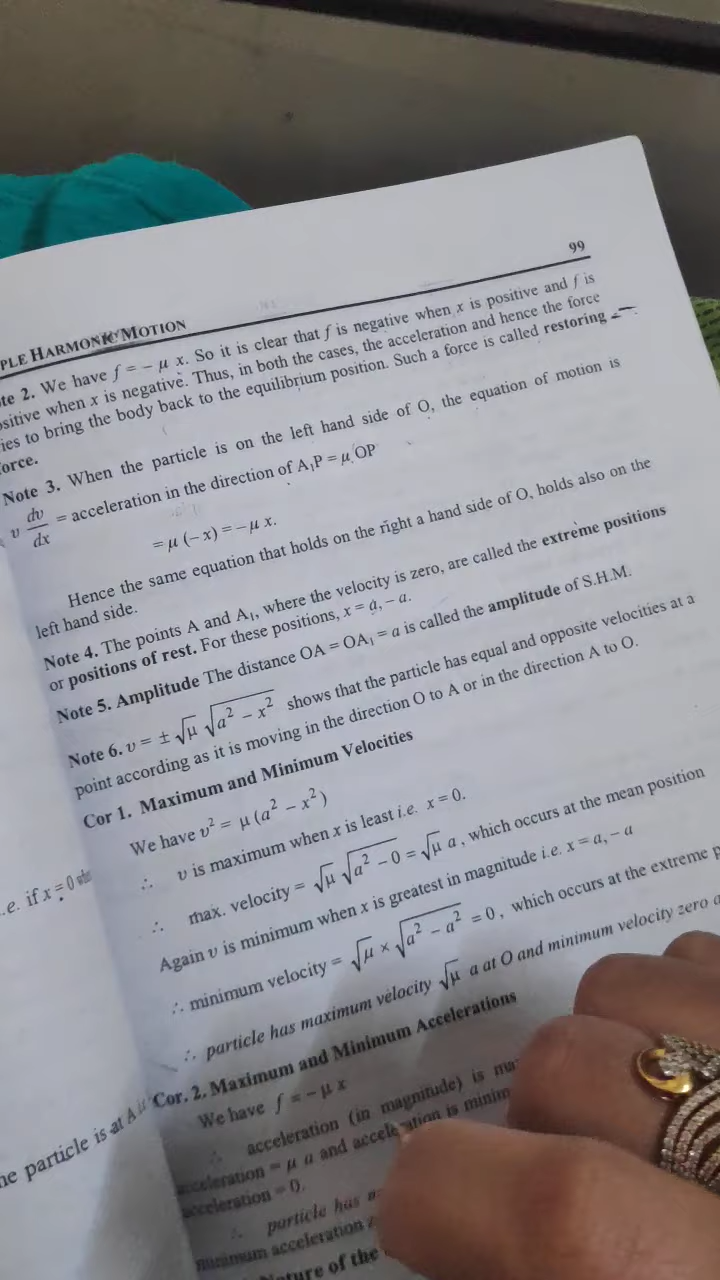 99
PLE HARMONIC MOTION
te 2. We have f = − μ x. So it is clear that f is negative when x is positive and f is
ositive when x is negative. Thus, in both the cases, the acceleration and hence the force
ies to bring the body back to the equilibrium position. Such a force is called restoring
orce.
Note 3. When the particle is on the left hand side of O, the equation of motion is
v dv/dx = acceleration in the direction of A₁P = μ OP
= μ (− x) = − μ x.
Hence the same equation that holds on the right a hand side of O, holds also on the
left hand side.
Note 4. The points A and A₁, where the velocity is zero, are called the extreme positions
or positions of rest. For these positions, x = a, − a.
Note 5. Amplitude The distance OA = OA₁ = a is called the amplitude of S.H.M.
Note 6. v = ± √μ √(a² − x²) shows that the particle has equal and opposite velocities at a
point according as it is moving in the direction O to A or in the direction A to O.
Cor 1. Maximum and Minimum Velocities
We have v² = μ (a² − x²)
∴ v is maximum when x is least i.e. x = 0.
∴ max. velocity = √μ √(a² − 0) = √μ a, which occurs at the mean position
Again v is minimum when x is greatest in magnitude i.e. x = a, − a
∴ minimum velocity = √μ × √(a² − a²) = 0, which occurs at the extreme p
∴ particle has maximum velocity √μ a at O and minimum velocity zero a
Cor. 2. Maximum and Minimum Accelerations
We have f = − μ x
∴ acceleration (in magnitude) is
acceleration = μ a and acceleration is minim
acceleration = 0.
∴ particle has
minimum acceleration
Nature of the
.e. if x = 0
he particle is at A